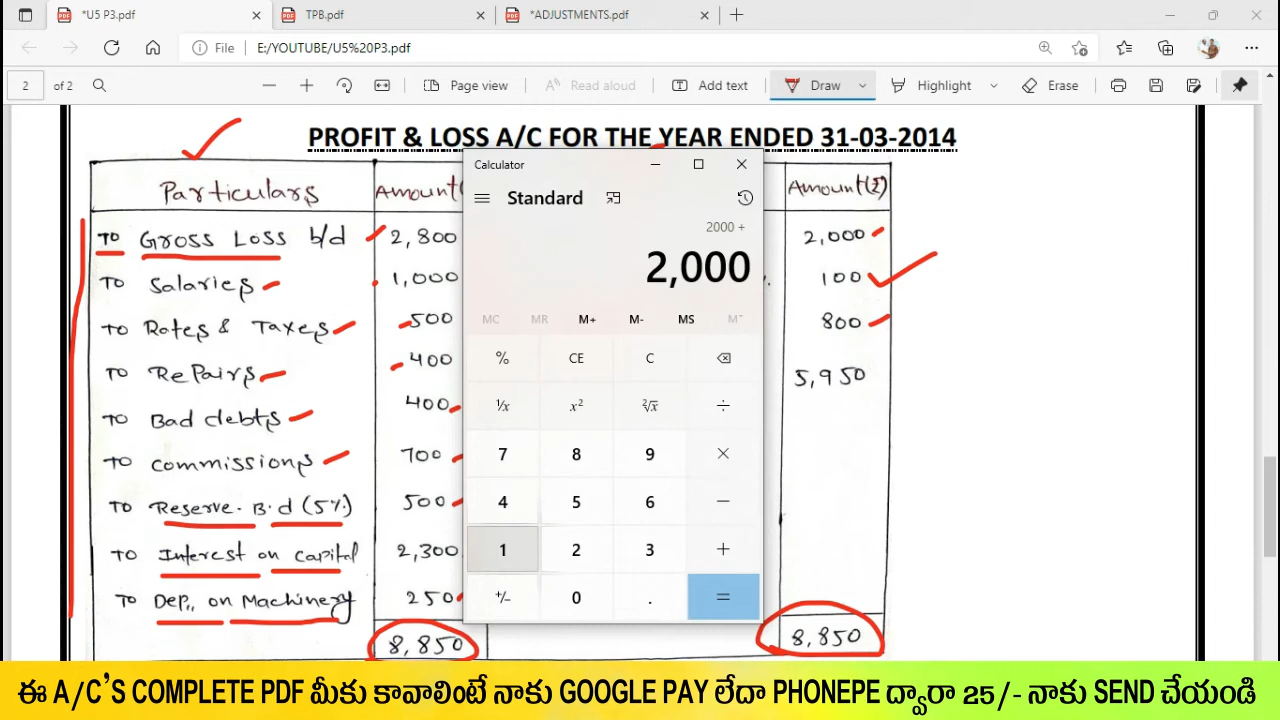 *U5 P3.pdf
TPB.pdf
*ADJUSTMENTS.pdf
File E:/YOUTUBE/U5%20P3.pdf
2 of 2 Page view Read aloud Add text Draw Highlight Erase
PROFIT & LOSS A/C FOR THE YEAR ENDED 31-03-2014
Particulars Amount( Amount(₹)
TO Gross Loss b/d 2,800 2,000
TO Salaries 1,000 100
TO Rates & Taxes 500 800
TO Repairs 400 5,950
TO Bad debts 400
TO commissions 700
TO Reserve. B.d (5%) 500
TO Interest on capital 2,300
TO Dep., on Machinery 250
8,850 8,850
Calculator
Standard
2000 +
2,000
MC MR M+ M- MS M˅
% CE C
¹/x x² ²√x ÷
7 8 9 ×
4 5 6 −
1 2 3 +
+/− 0 . =
ఈ A/C'S COMPLETE PDF మీకు కావాలింటే నాకు GOOGLE PAY లేదా PHONEPE ద్వారా 25/- నాకు SEND చేయండి